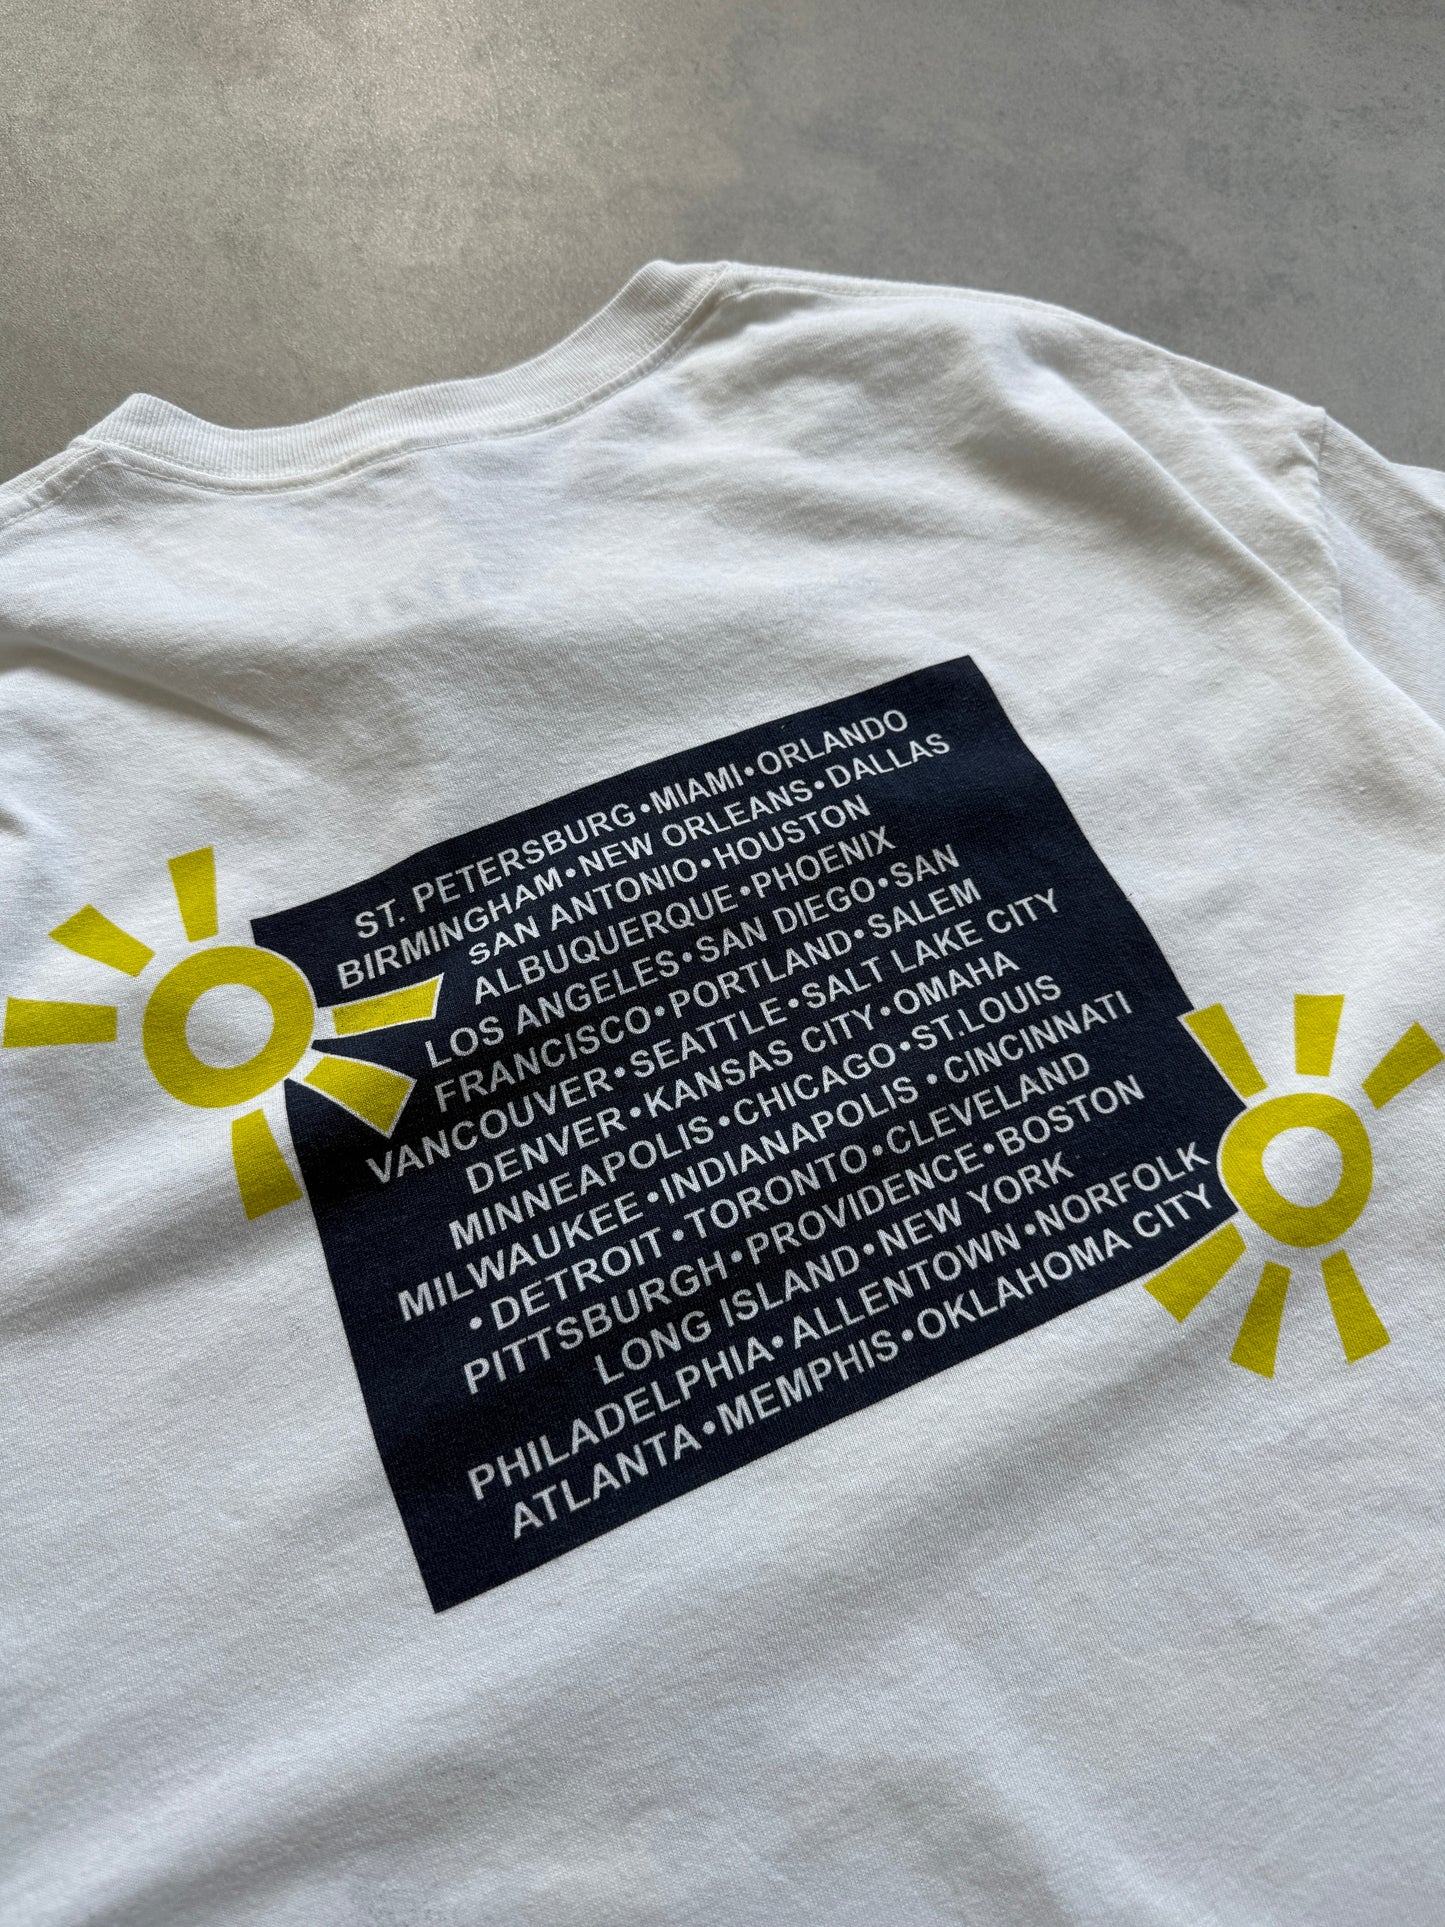 ST. PETERSBURG•MIAMI•ORLANDO
BIRMINGHAM•NEW ORLEANS•DALLAS
SAN ANTONIO•HOUSTON
ALBUQUERQUE•PHOENIX
LOS ANGELES•SAN DIEGO•SAN
FRANCISCO•PORTLAND•SALEM
VANCOUVER•SEATTLE•SALT LAKE CITY
DENVER•KANSAS CITY•OMAHA
MINNEAPOLIS•CHICAGO•ST.LOUIS
MILWAUKEE•INDIANAPOLIS •CINCINNATI
•DETROIT•TORONTO•CLEVELAND
PITTSBURGH•PROVIDENCE•BOSTON
LONG ISLAND•NEW YORK
PHILADELPHIA•ALLENTOWN•NORFOLK
ATLANTA•MEMPHIS•OKLAHOMA CITY